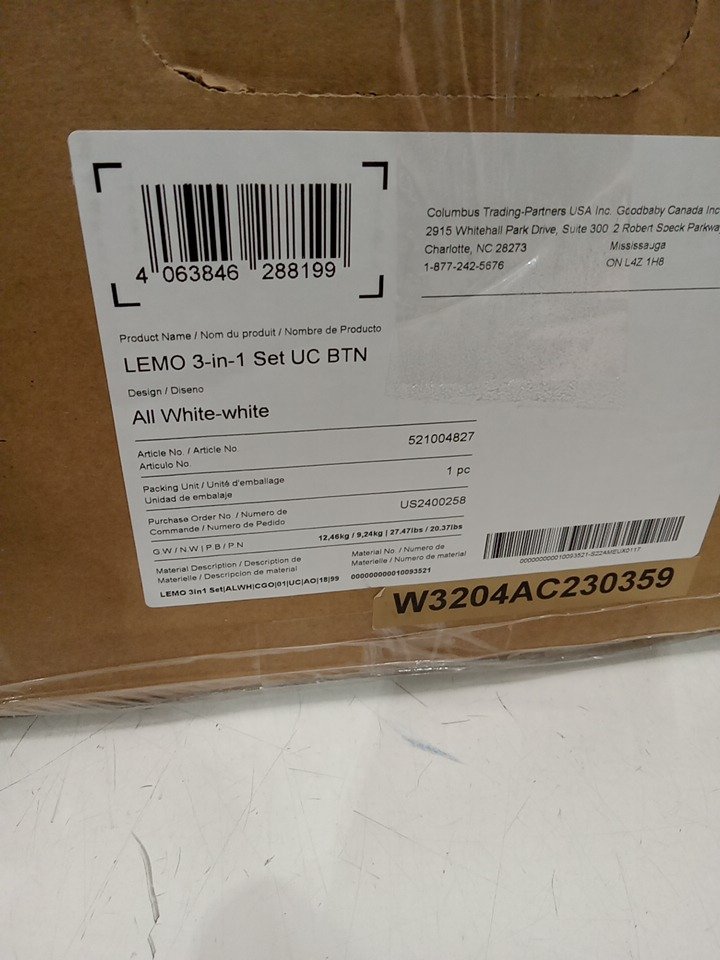 4 063846 288199
Columbus Trading-Partners USA Inc. Goodbaby Canada Inc
2915 Whitehall Park Drive, Suite 300 2 Robert Speck Parkway
Charlotte, NC 28273 Mississauga
1-877-242-5676 ON L4Z 1H8
Product Name / Nom du produit / Nombre de Producto
LEMO 3-in-1 Set UC BTN
Design / Diseno
All White-white
Article No. / Article No. 521004827
Articulo No.
Packing Unit / Unité d'emballage 1 pc
Unidad de embalaje
Purchase Order No. / Numero de US2400258
Commande / Numero de Pedido
GW / NW | PB / PN 12,46kg / 9,24kg | 27.47lbs / 20.37lbs
Material Description / Description de Material No. / Numero de
Materielle / Descripcion de material Materielle / Numero de material
LEMO 3in1 Set|ALWH|CGO|01|UC|AO|18|99 000000000010093521
000000000010093521-S22AMEUX0117
W3204AC230359